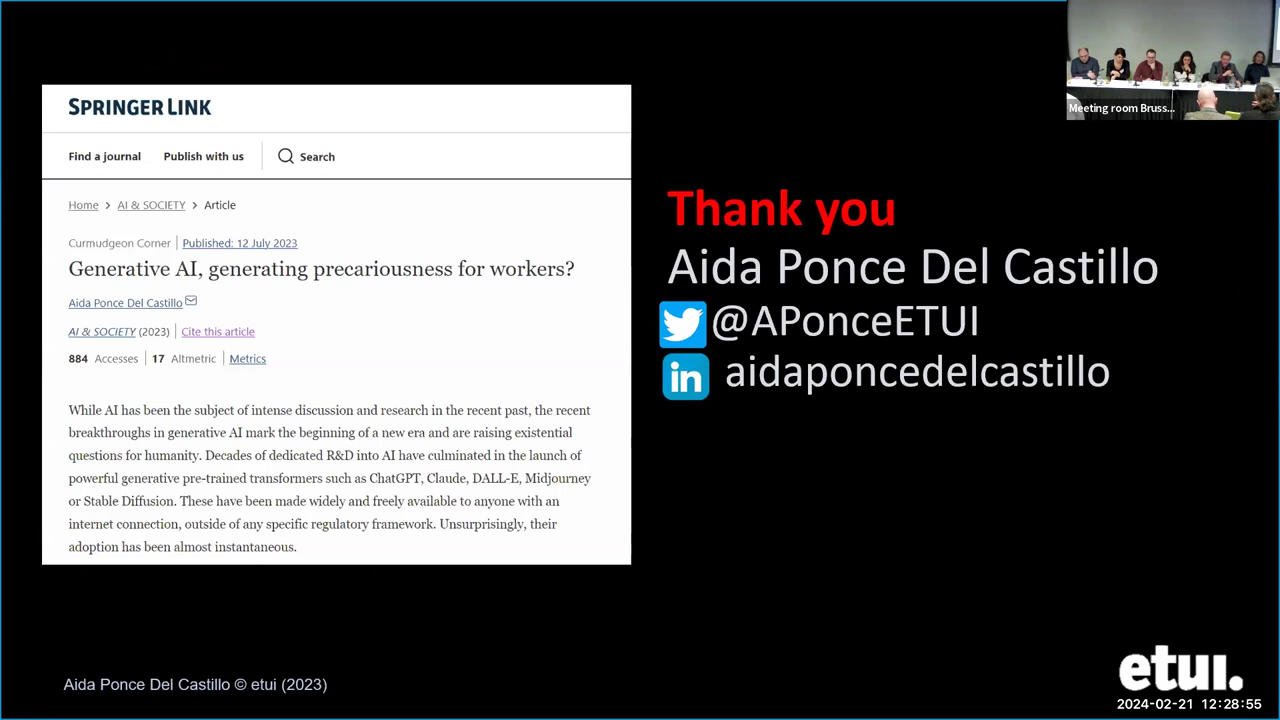 Meeting room Bruss...
SPRINGER LINK
Find a journal Publish with us Search
Home > AI & SOCIETY > Article
Curmudgeon Corner | Published: 12 July 2023
Generative AI, generating precariousness for workers?
Aida Ponce Del Castillo
AI & SOCIETY (2023) | Cite this article
884 Accesses | 17 Altmetric | Metrics
While AI has been the subject of intense discussion and research in the recent past, the recent
breakthroughs in generative AI mark the beginning of a new era and are raising existential
questions for humanity. Decades of dedicated R&D into AI have culminated in the launch of
powerful generative pre-trained transformers such as ChatGPT, Claude, DALL-E, Midjourney
or Stable Diffusion. These have been made widely and freely available to anyone with an
internet connection, outside of any specific regulatory framework. Unsurprisingly, their
adoption has been almost instantaneous.
Thank you
Aida Ponce Del Castillo
@APonceETUI
in aidaponcedelcastillo
Aida Ponce Del Castillo © etui (2023)
etui.
2024-02-21 12:28:55